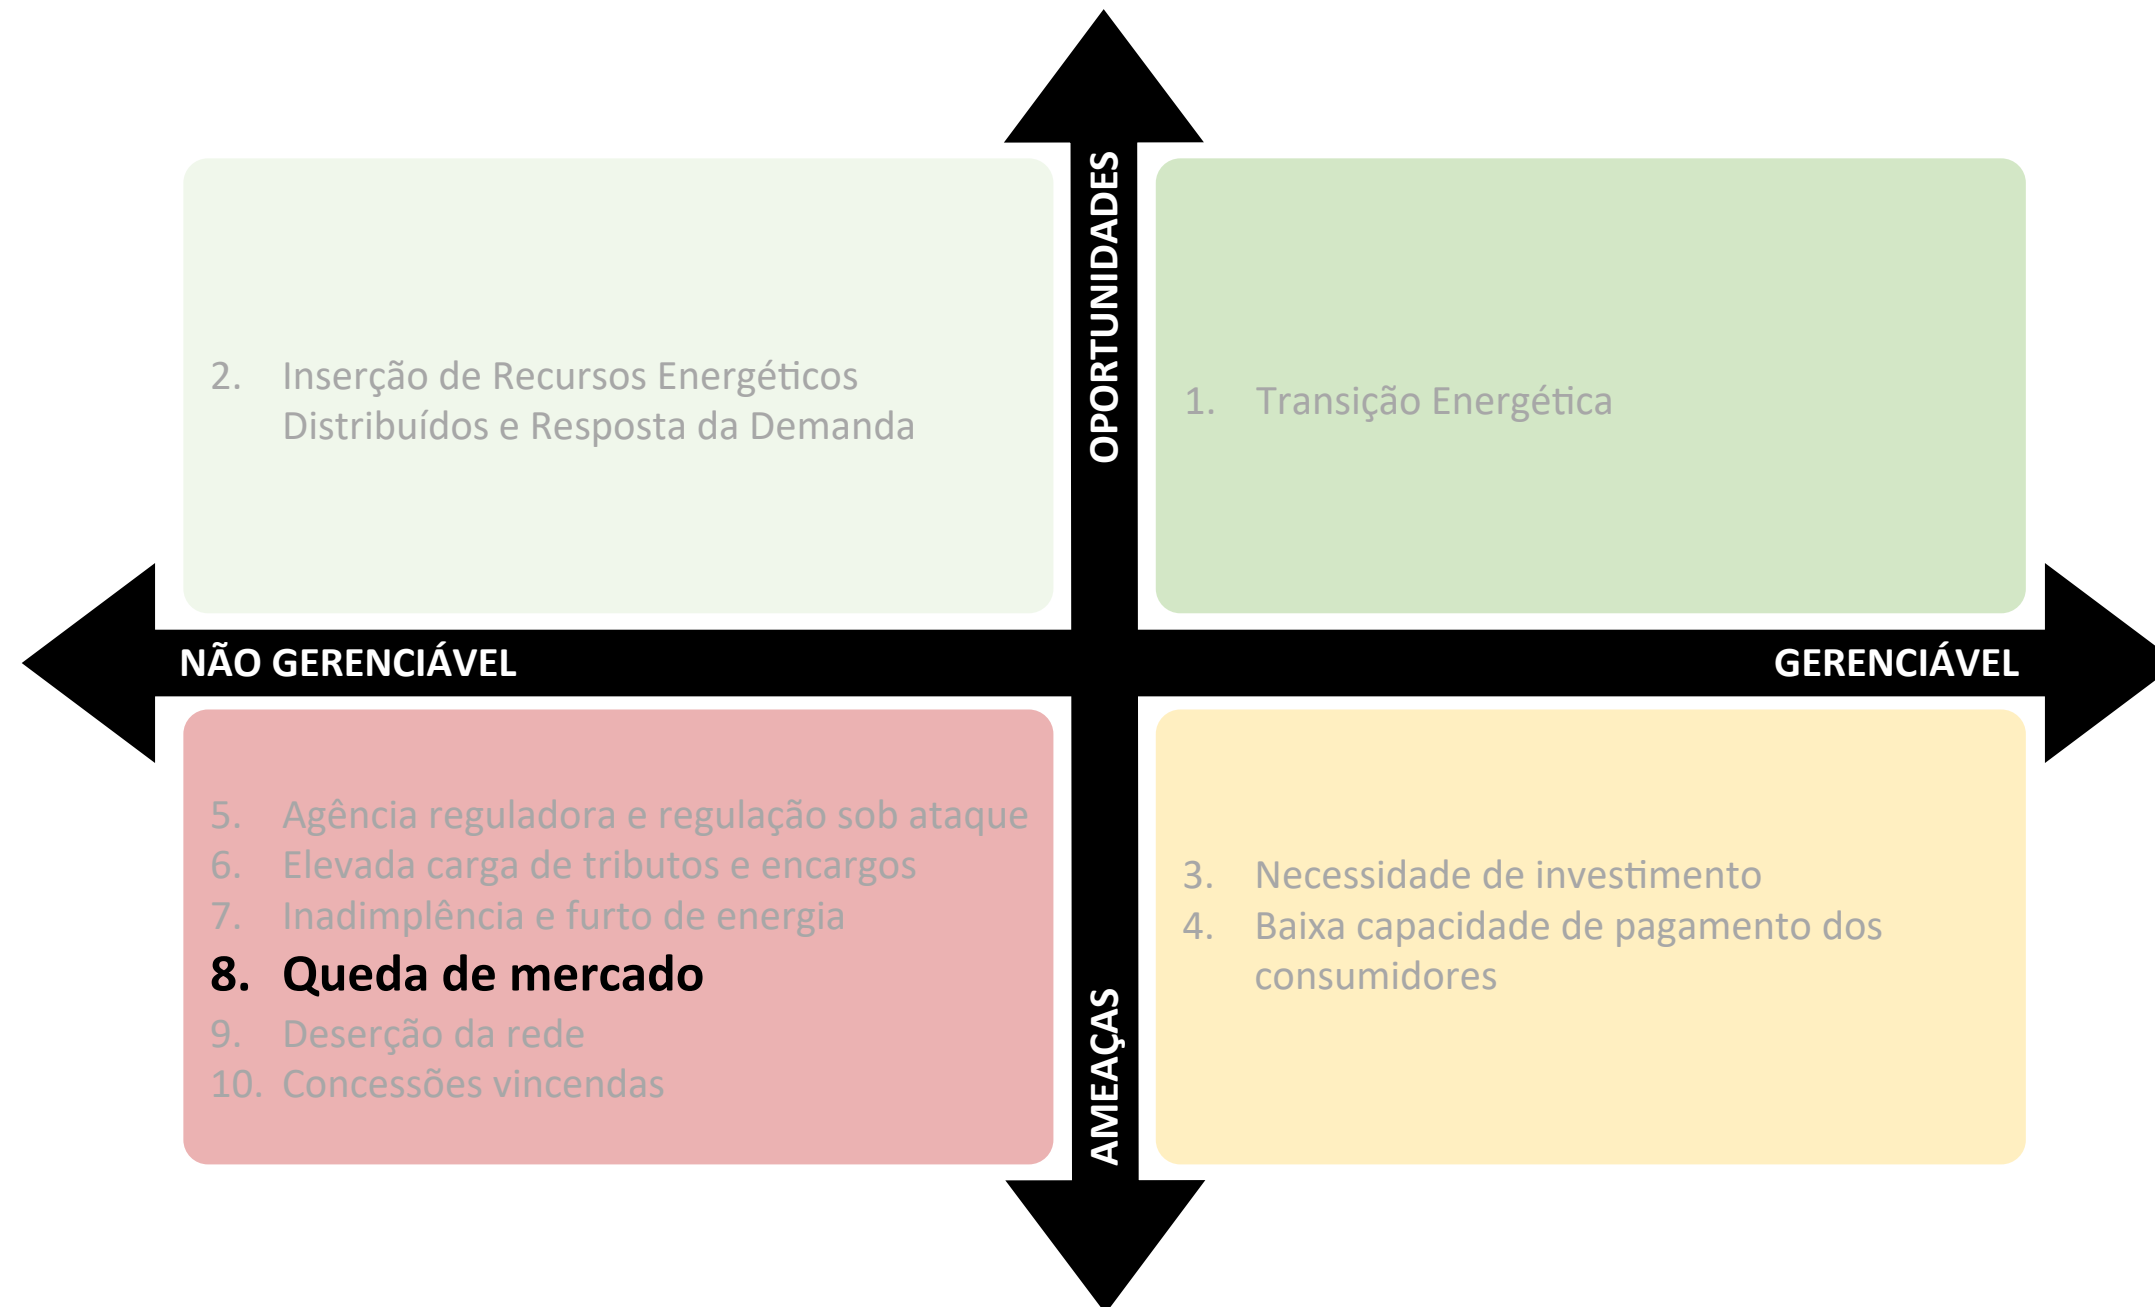 OPORTUNIDADES
2. Inserção de Recursos Energéticos
Distribuídos e Resposta da Demanda
1. Transição Energética
NÃO GERENCIÁVEL
GERENCIÁVEL
5. Agência reguladora e regulação sob ataque
6. Elevada carga de tributos e encargos
7. Inadimplência e furto de energia
8. Queda de mercado
9. Deserção da rede
10. Concessões vincendas
3. Necessidade de investimento
4. Baixa capacidade de pagamento dos
consumidores
AMEAÇAS